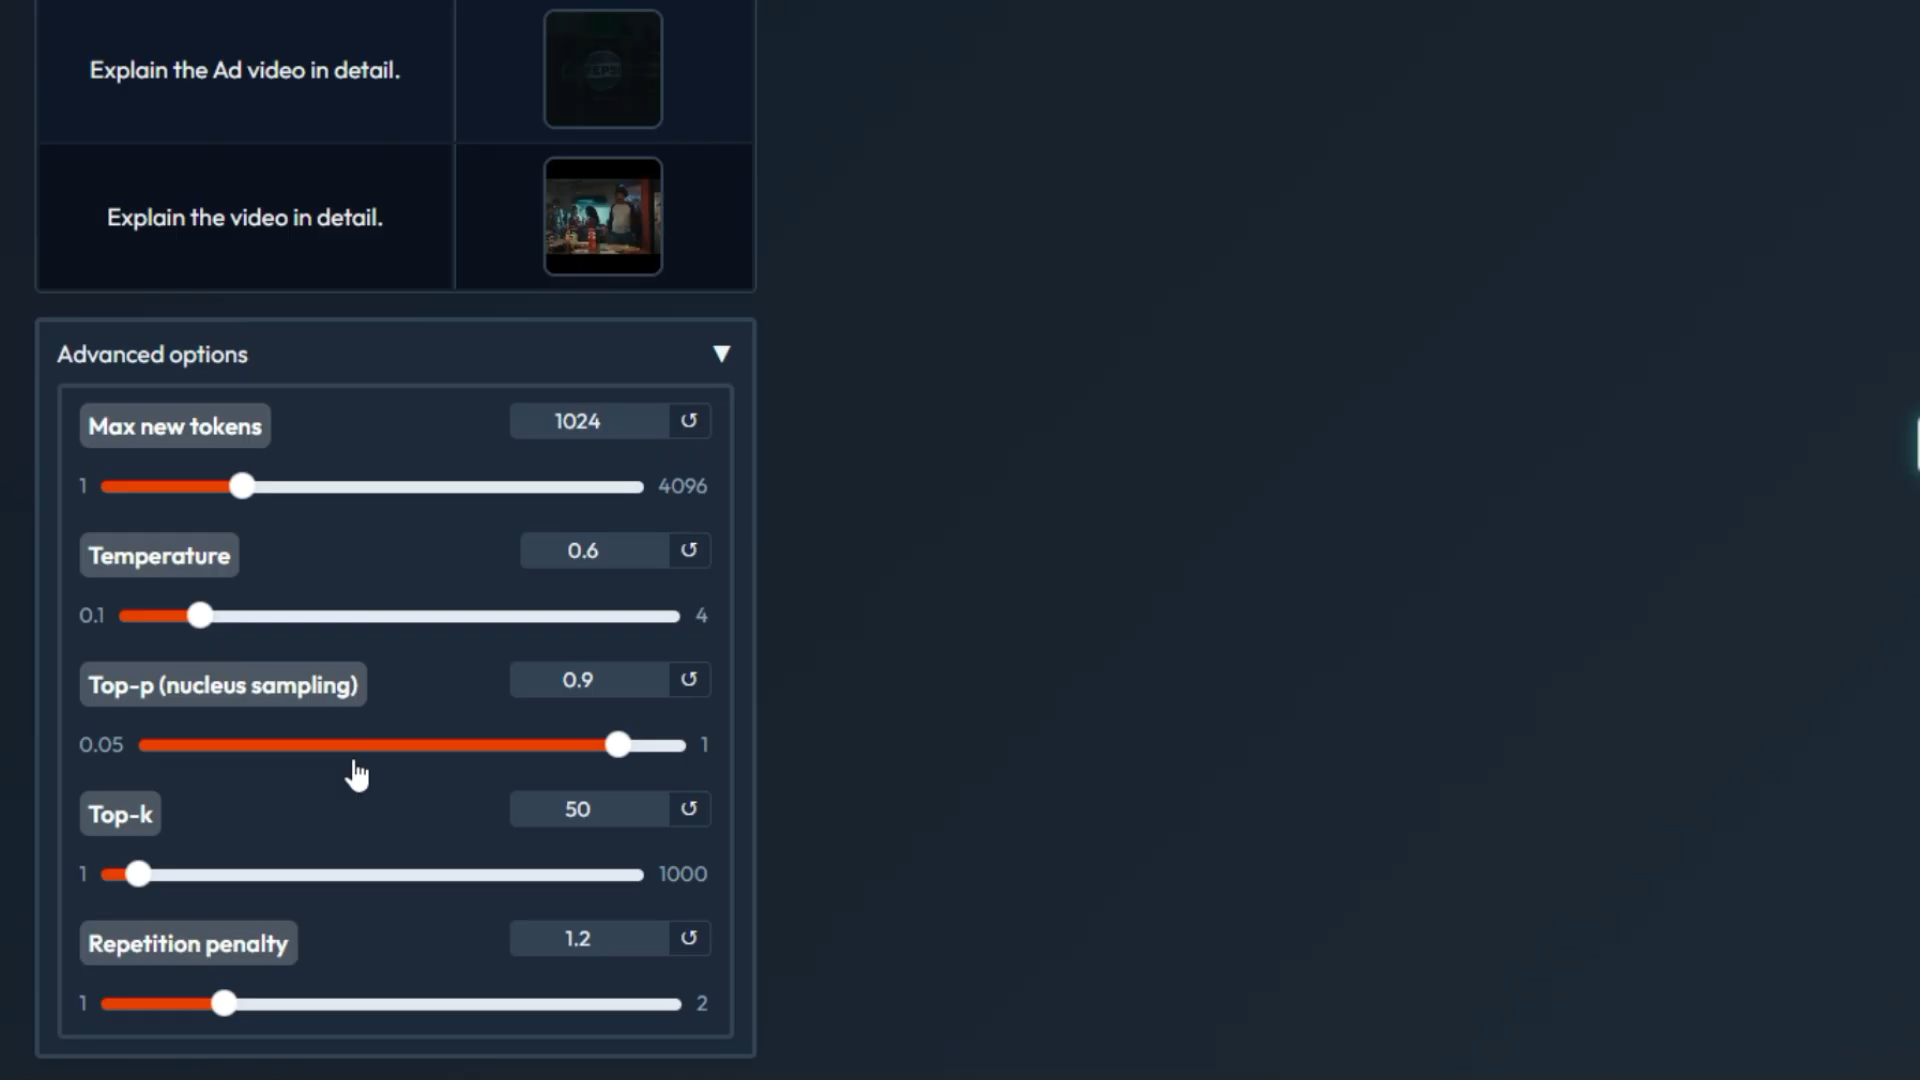 Explain the Ad video in detail.
Explain the video in detail.
Advanced options ▼
Max new tokens 1024 ↺
1 4096
Temperature 0.6 ↺
0.1 4
Top-p (nucleus sampling) 0.9 ↺
0.05 1
Top-k 50 ↺
1 1000
Repetition penalty 1.2 ↺
1 2